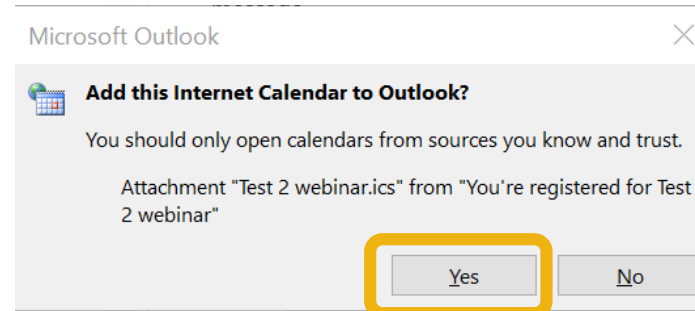 Microsoft Outlook
Add this Internet Calendar to Outlook?
You should only open calendars from sources you know and trust.
Attachment "Test 2 webinar.ics" from "You're registered for Test
2 webinar"
Yes
No